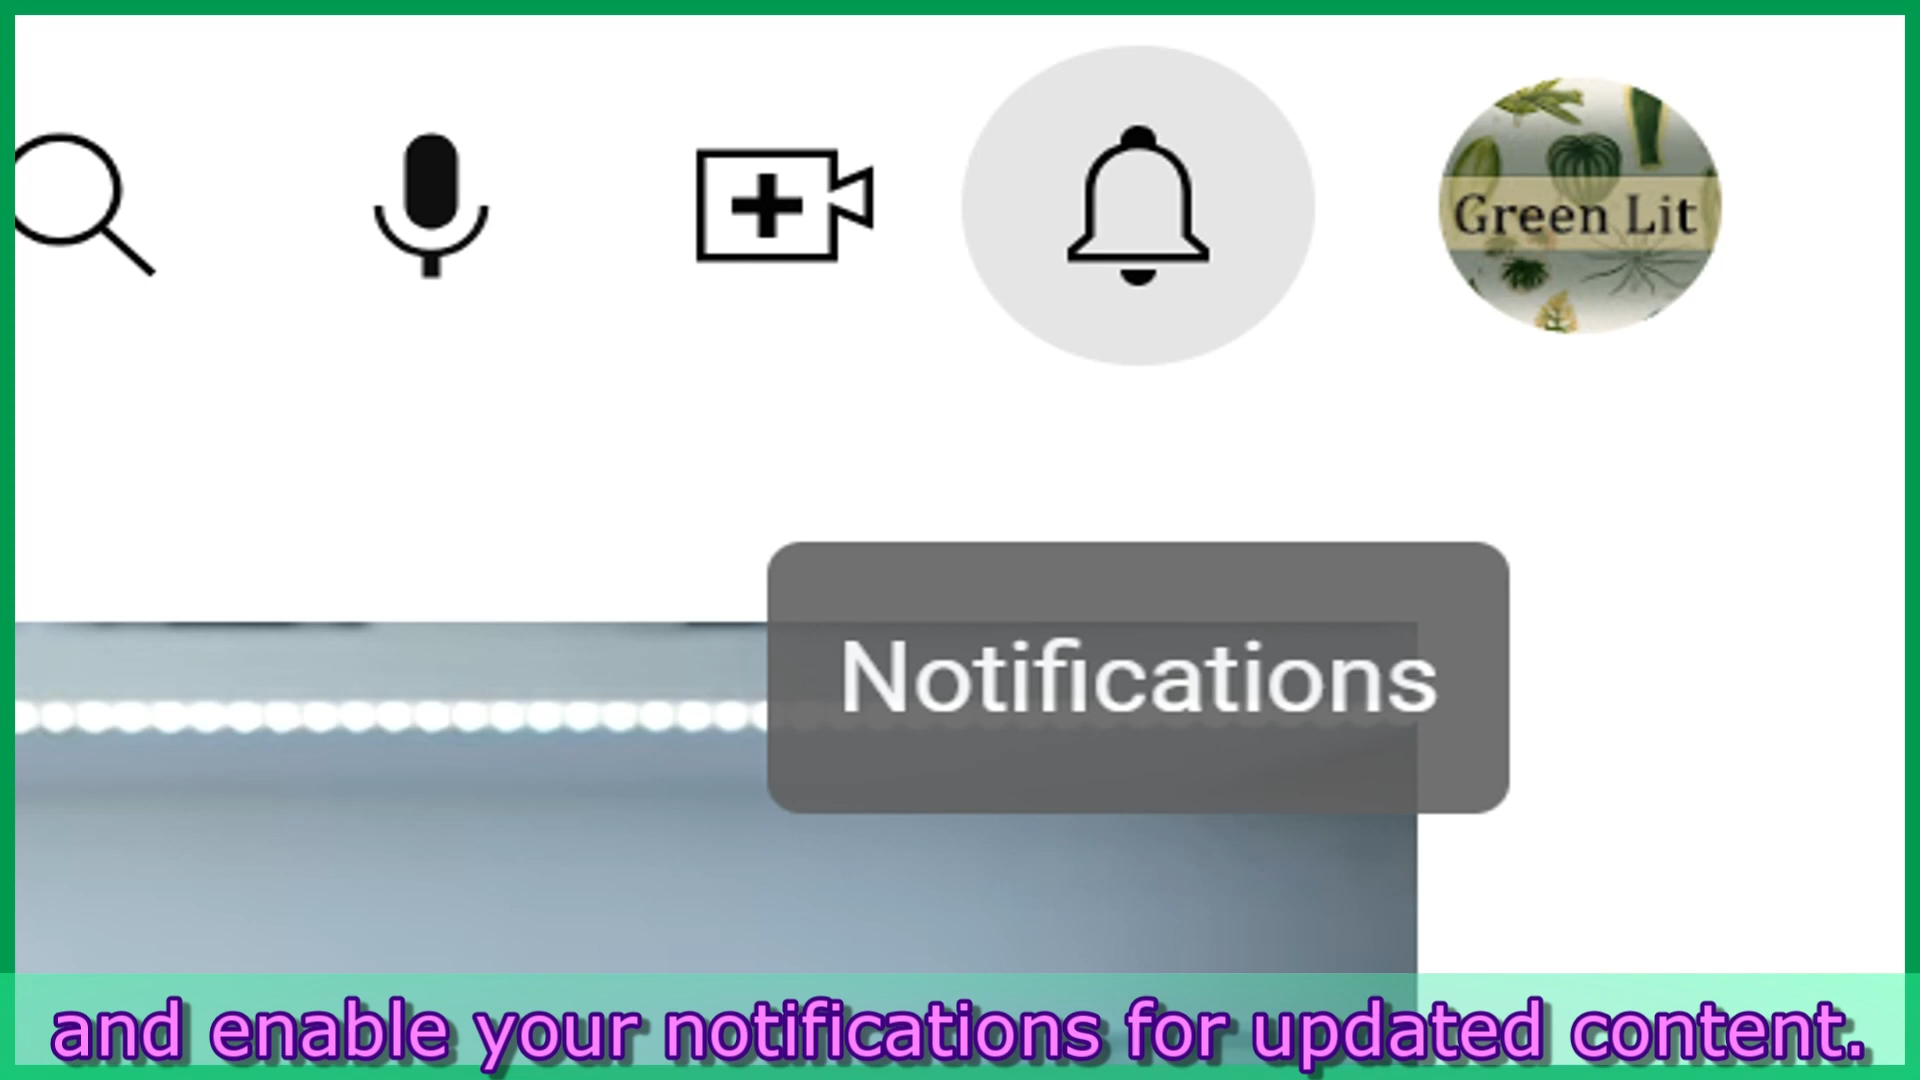 Green Lit
Notifications
and enable your notifications for updated content.